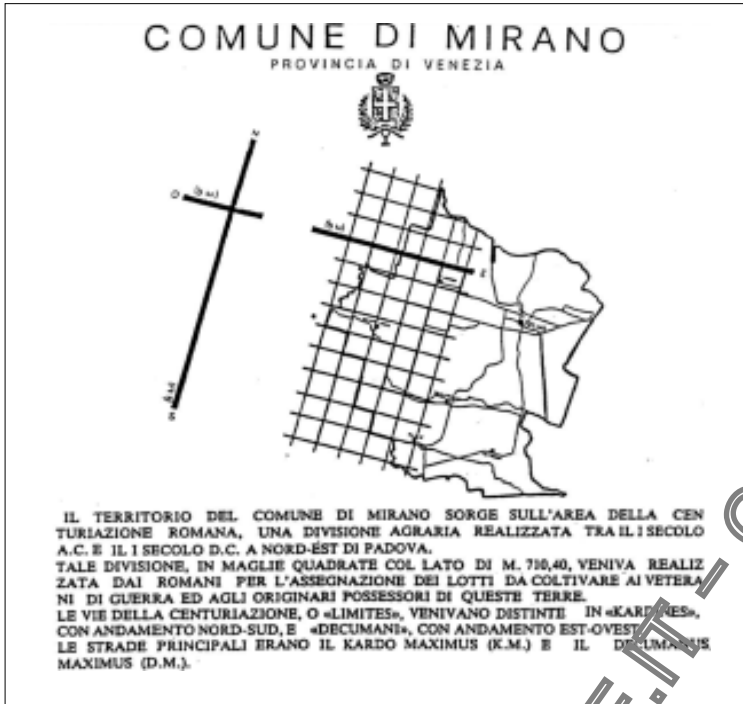 COMUNE DI MIRANO
PROVINCIA DI VENEZIA
N
O
(D.M.)
(D.M.)
E
(K.M.)
S
IL TERRITORIO DEL COMUNE DI MIRANO SORGE SULL'AREA DELLA CEN
TURIAZIONE ROMANA, UNA DIVISIONE AGRARIA REALIZZATA TRA IL I SECOLO
A.C. E IL I SECOLO D.C. A NORD-EST DI PADOVA.
TALE DIVISIONE, IN MAGLIE QUADRATE COL LATO DI M. 710,40, VENIVA REALIZ
ZATA DAI ROMANI PER L'ASSEGNAZIONE DEI LOTTI DA COLTIVARE AI VETERA
NI DI GUERRA ED AGLI ORIGINARI POSSESSORI DI QUESTE TERRE.
LE VIE DELLA CENTURIAZIONE, O «LIMITES», VENIVANO DISTINTE IN «KARDINES»,
CON ANDAMENTO NORD-SUD, E «DECUMANI», CON ANDAMENTO EST-OVEST.
LE STRADE PRINCIPALI ERANO IL KARDO MAXIMUS (K.M.) E IL DECUMANUS
MAXIMUS (D.M.).